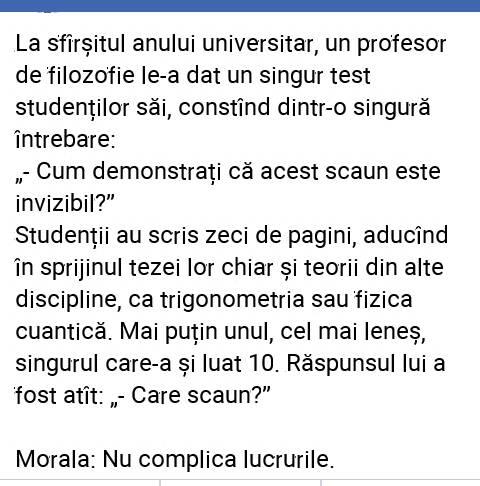 La sfîrșitul anului universitar, un profesor
de filozofie le-a dat un singur test
studenților săi, constînd dintr-o singură
întrebare:
„- Cum demonstrați că acest scaun este
invizibil?”
Studenții au scris zeci de pagini, aducînd
în sprijinul tezei lor chiar și teorii din alte
discipline, ca trigonometria sau fizica
cuantică. Mai puțin unul, cel mai leneș,
singurul care-a și luat 10. Răspunsul lui a
fost atît: „- Care scaun?”
Morala: Nu complica lucrurile.